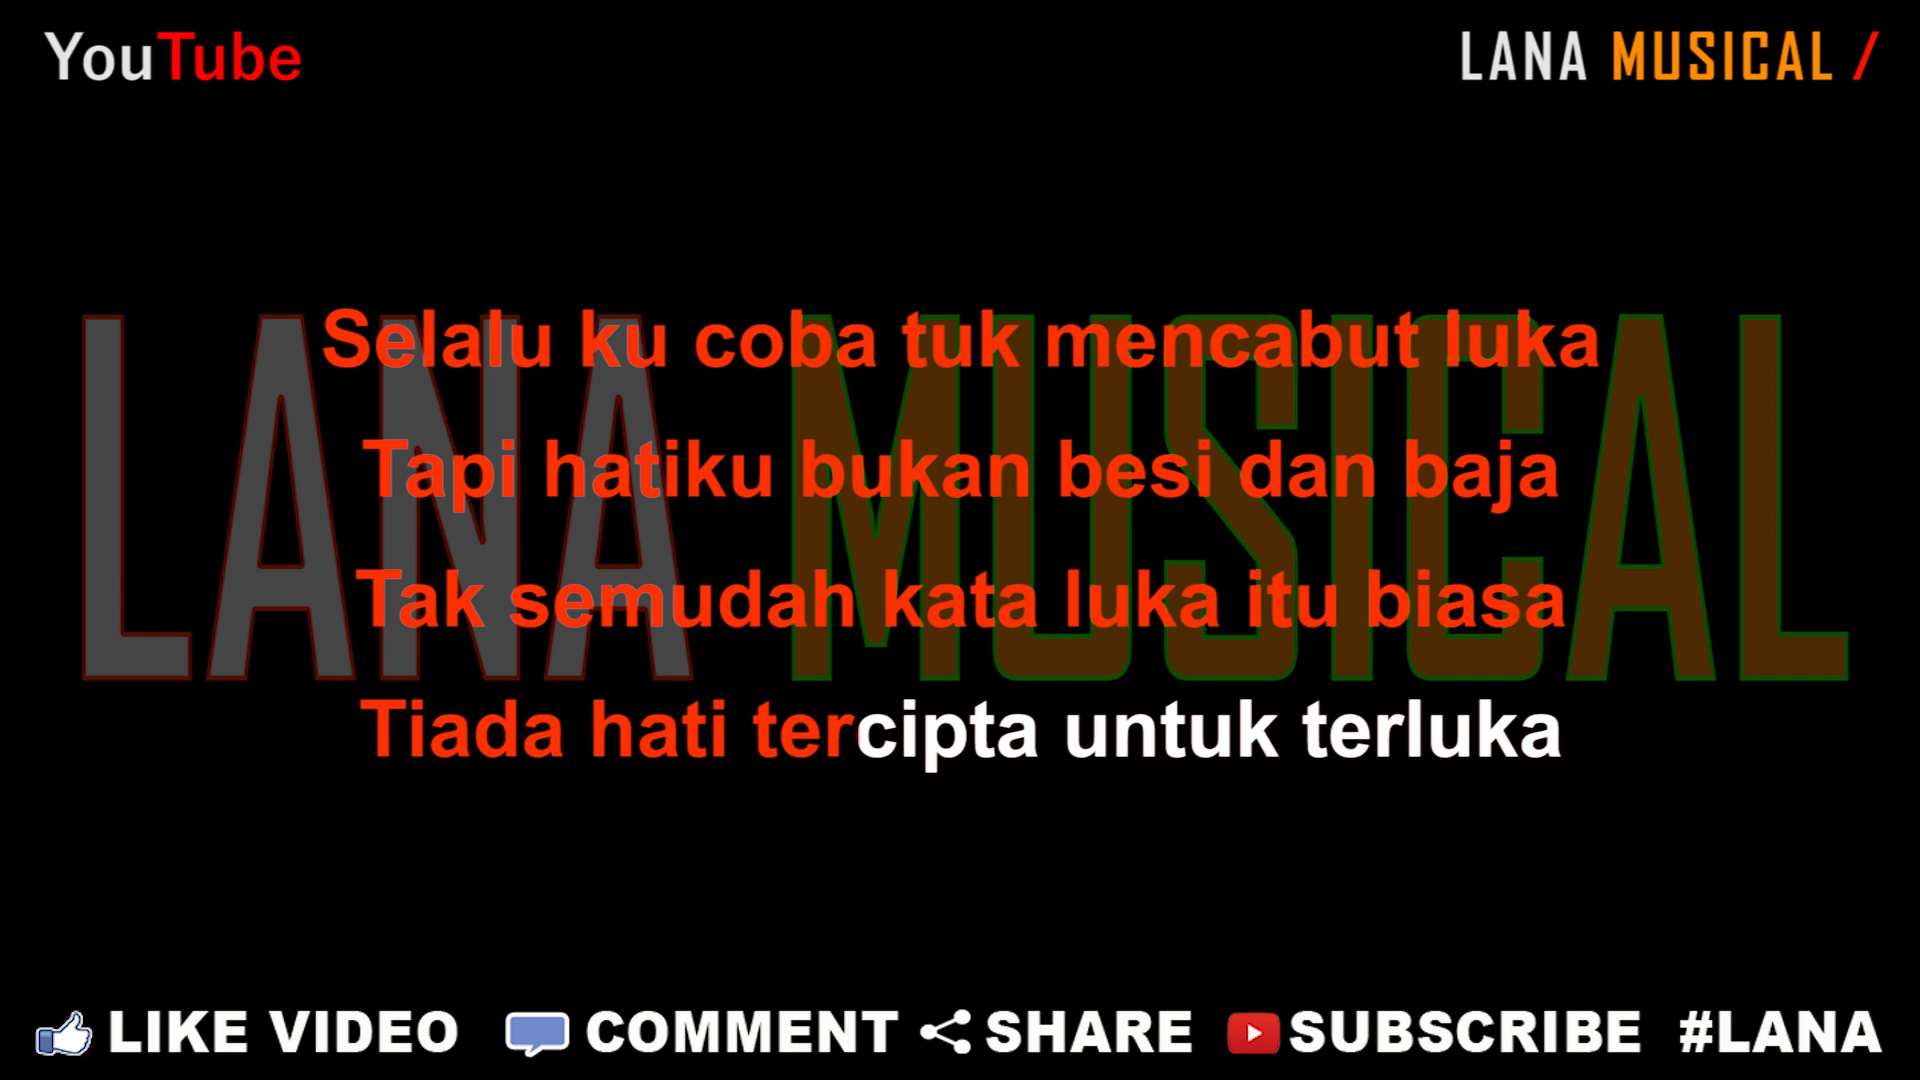 YouTube
LANA MUSICAL /
LANA MUSICAL
Selalu ku coba tuk mencabut luka
Tapi hatiku bukan besi dan baja
Tak semudah kata luka itu biasa
Tiada hati tercipta untuk terluka
LIKE VIDEO COMMENT SHARE SUBSCRIBE #LANA